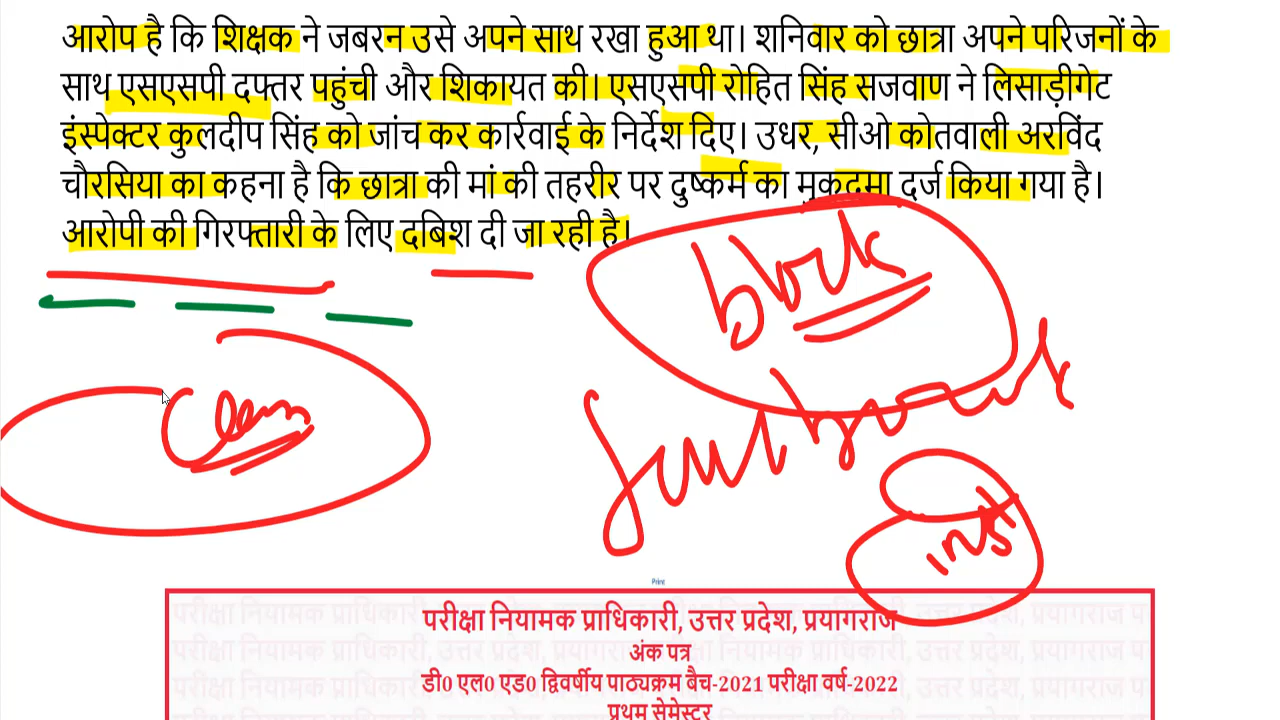 आरोप है कि शिक्षक ने जबरन उसे अपने साथ रखा हुआ था। शनिवार को छात्रा अपने परिजनों के
साथ एसएसपी दफ्तर पहुंची और शिकायत की। एसएसपी रोहित सिंह सजवाण ने लिसाड़ीगेट
इंस्पेक्टर कुलदीप सिंह को जांच कर कार्रवाई के निर्देश दिए। उधर, सीओ कोतवाली अरविंद
चौरसिया का कहना है कि छात्रा की मां की तहरीर पर दुष्कर्म का मुकदमा दर्ज किया गया है।
आरोपी की गिरफ्तारी के लिए दबिश दी जा रही है।
block
Print
परीक्षा नियामक प्राधिकारी, उत्तर प्रदेश, प्रयागराज
अंक पत्र
डी0 एल0 एड0 द्विवर्षीय पाठ्यक्रम बैच-2021 परीक्षा वर्ष-2022
प्रथम सेमेस्टर